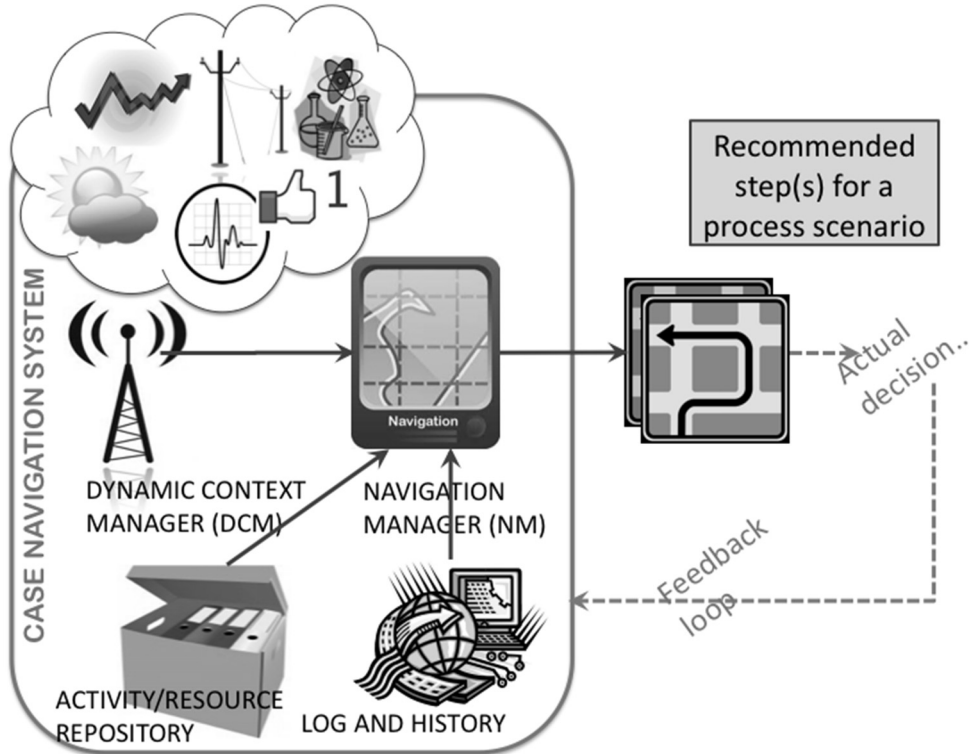 1
Recommended
step(s) for a
process scenario
CASE NAVIGATION SYSTEM
Navigation
Actual
decision..
DYNAMIC CONTEXT
MANAGER (DCM)
NAVIGATION
MANAGER (NM)
Feedback
loop
ACTIVITY/RESOURCE
REPOSITORY
LOG AND HISTORY